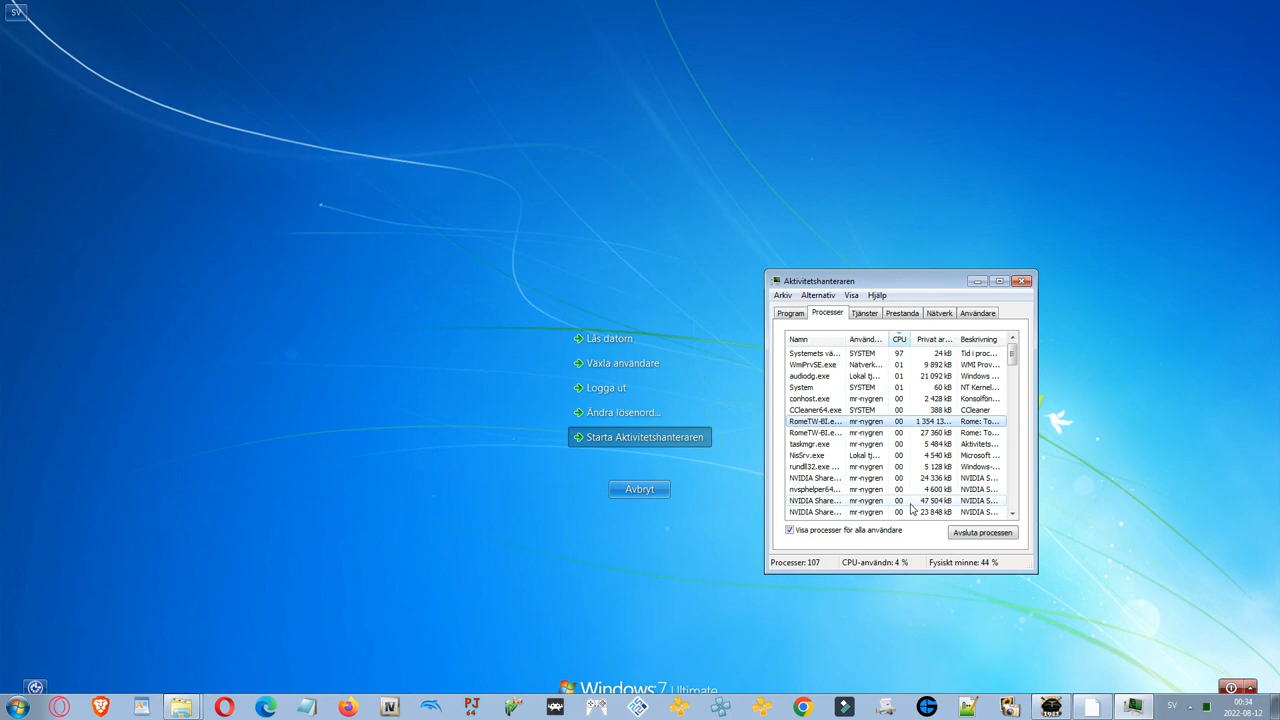 SV
Lås datorn
Växla användare
Logga ut
Ändra lösenord...
Starta Aktivitetshanteraren
Avbryt
Windows 7 Ultimate
Aktivitetshanteraren
Arkiv Alternativ Visa Hjälp
Program Processer Tjänster Prestanda Nätverk Användare
Namn Använd... CPU Privat ar... Beskrivning
Systemets vä... SYSTEM 97 24 kB Tid i proc...
WmiPrvSE.exe Nätverk... 01 9 892 kB WMI Prov...
audiodg.exe Lokal tj... 01 21 092 kB Windows ...
System SYSTEM 01 60 kB NT Kernel...
conhost.exe mr-nygren 00 2 428 kB Konsolfön...
CCleaner64.exe SYSTEM 00 388 kB CCleaner
RomeTW-BI.e... mr-nygren 00 1 354 13... Rome: To...
RomeTW-BI.e... mr-nygren 00 27 360 kB Rome: To...
taskmgr.exe mr-nygren 00 5 484 kB Aktivitets...
NisSrv.exe Lokal tj... 00 4 540 kB Microsoft ...
rundll32.exe mr-nygren 00 5 128 kB Windows-...
NVIDIA Share... mr-nygren 00 24 336 kB NVIDIA S...
nvsphelper64... mr-nygren 00 4 600 kB NVIDIA S...
NVIDIA Share... mr-nygren 00 47 504 kB NVIDIA S...
NVIDIA Share... mr-nygren 00 23 848 kB NVIDIA S...
Visa processer för alla användare
Avsluta processen
Processer: 107 CPU-användn: 4 % Fysiskt minne: 44 %
PJ
64
IV
SV
00:34
2022-08-12